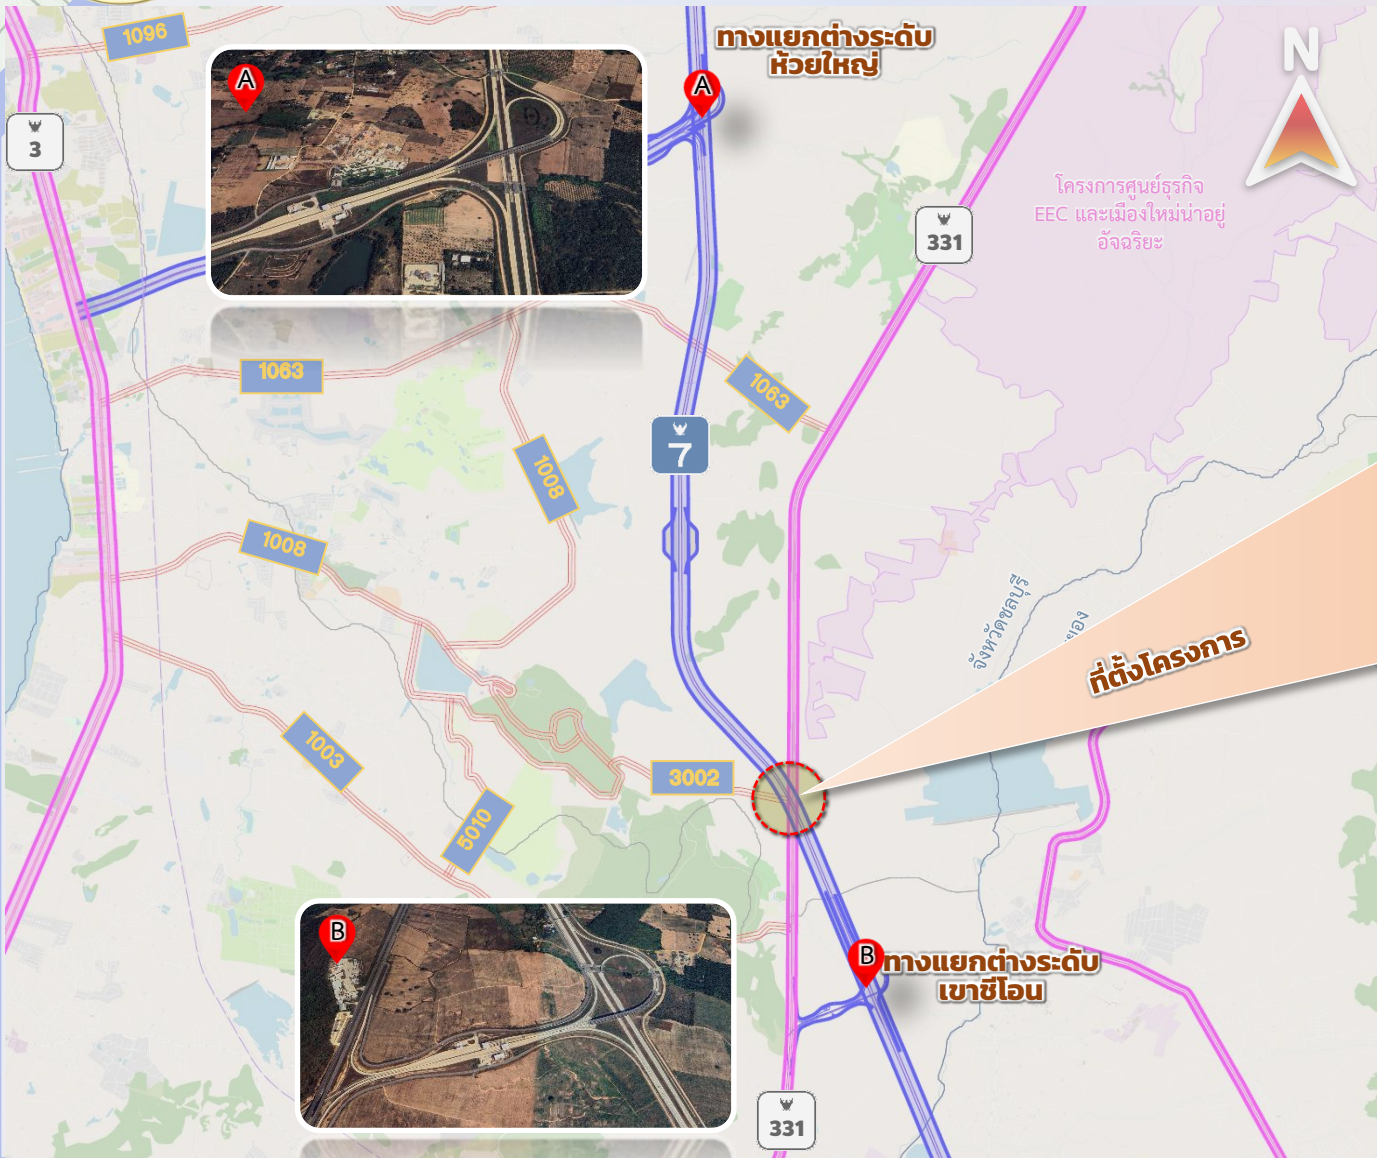 1096
ทางแยกต่างระดับ
ห้วยใหญ่
N
A
A
3
โครงการศูนย์ธุรกิจ
EEC และเมืองใหม่น่าอยู่
อัจฉริยะ
331
1063
1063
7
1008
1008
จังหวัดชลบุรี
ที่ตั้งโครงการ
1003
3002
5010
B
B
ทางแยกต่างระดับ
เขาชีโอน
331